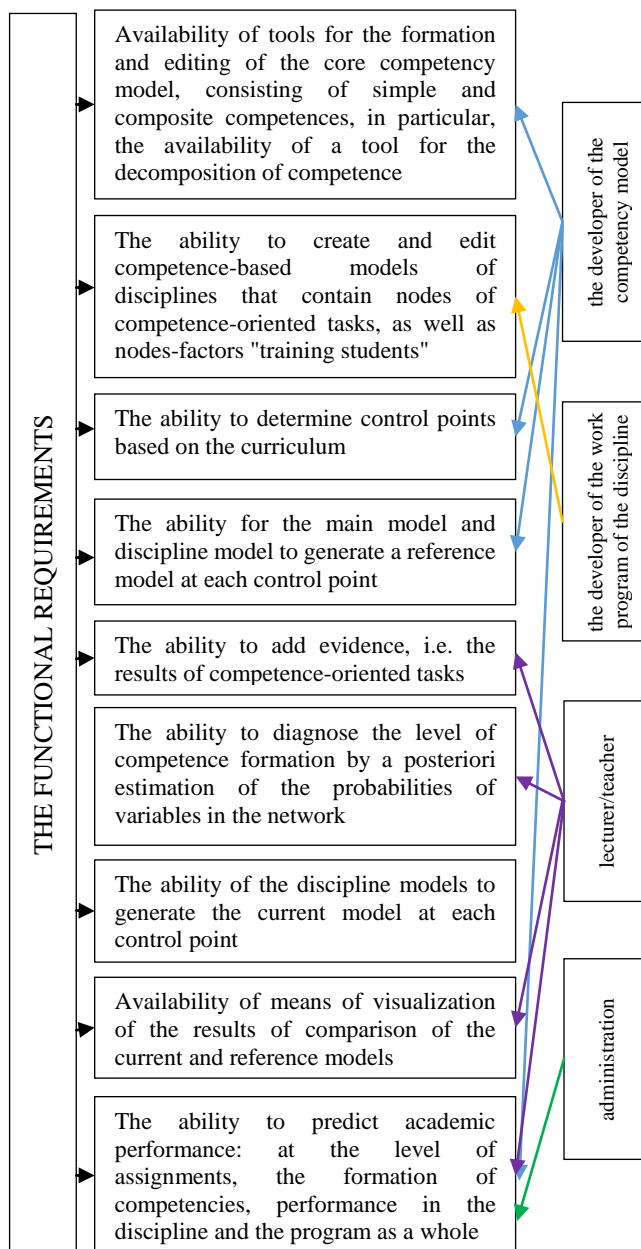 THE FUNCTIONAL REQUIREMENTS
Availability of tools for the formation
and editing of the core competency
model, consisting of simple and
composite competences, in particular,
the availability of a tool for the
decomposition of competence
The ability to create and edit
competence-based models of
disciplines that contain nodes of
competence-oriented tasks, as well as
nodes-factors "training students"
The ability to determine control points
based on the curriculum
The ability for the main model and
discipline model to generate a reference
model at each control point
The ability to add evidence, i.e. the
results of competence-oriented tasks
The ability to diagnose the level of
competence formation by a posteriori
estimation of the probabilities of
variables in the network
The ability of the discipline models to
generate the current model at each
control point
Availability of means of visualization
of the results of comparison of the
current and reference models
The ability to predict academic
performance: at the level of
assignments, the formation of
competencies, performance in the
discipline and the program as a whole
the developer of the
competency model
the developer of the work
program of the discipline
lecturer/teacher
administration